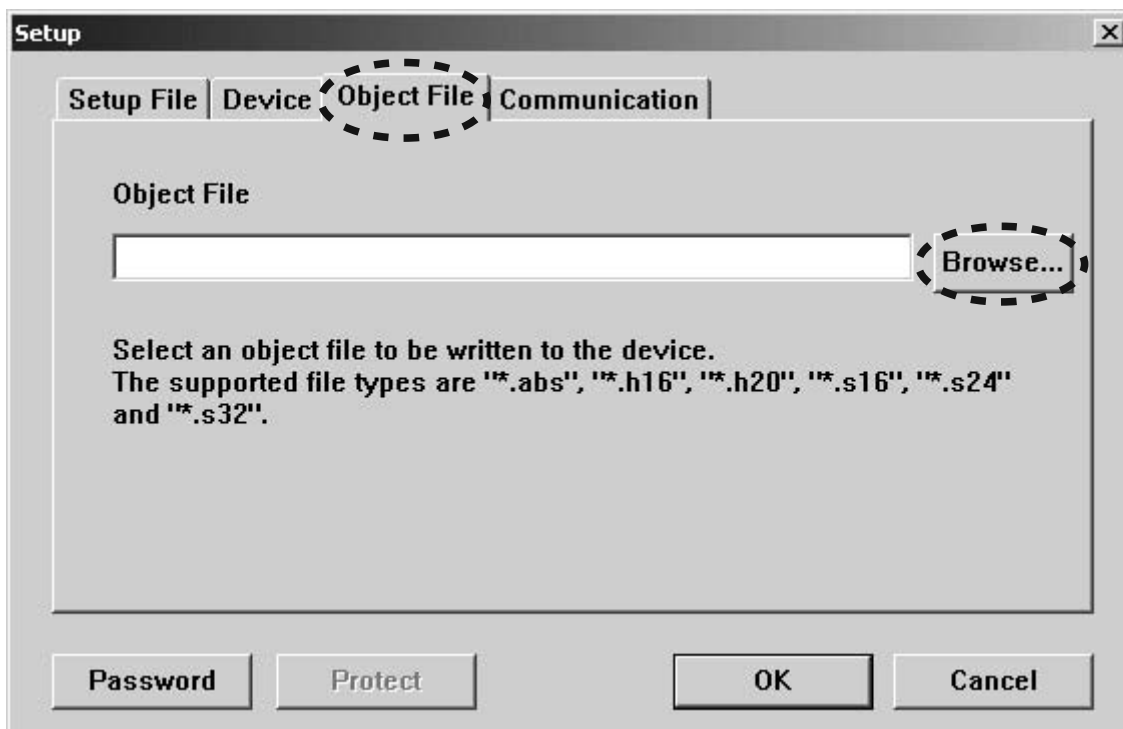 Setup
Setup File Device Object File Communication
Object File
Browse...
Select an object file to be written to the device.
The supported file types are "*.abs", "*.h16", "*.h20", "*.s16", "*.s24"
and "*.s32".
Password Protect OK Cancel